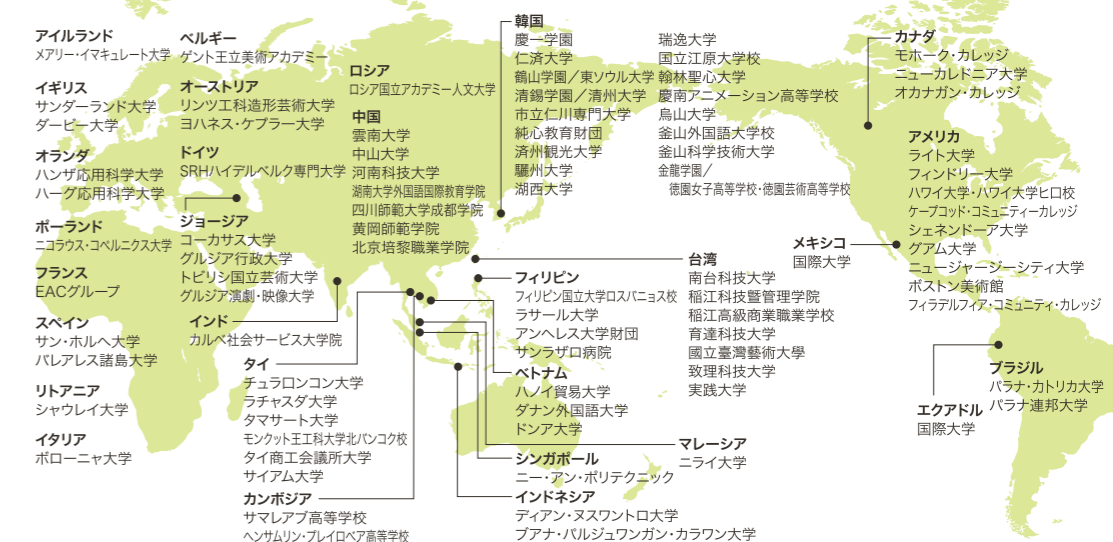 アイルランド
メアリー・イマキュレート大学
イギリス
サンダーランド大学
ダービー大学
オランダ
ハンザ応用科学大学
ハーグ応用科学大学
ポーランド
ニコラウス・コペルニクス大学
フランス
EACグループ
スペイン
サン・ホルヘ大学
バレアレス諸島大学
リトアニア
シャウレイ大学
イタリア
ボローニャ大学
ベルギー
ゲント王立美術アカデミー
オーストリア
リンツ工科造形芸術大学
ヨハネス・ケプラー大学
ドイツ
SRHハイデルベルク専門大学
ジョージア
コーカサス大学
グルジア行政大学
トビリシ国立芸術大学
グルジア演劇・映像大学
インド
カルベ社会サービス大学院
タイ
チュラロンコン大学
ラチャスダ大学
タマサート大学
モンクット王工科大学北バンコク校
タイ商工会議所大学
サイアム大学
カンボジア
サマレアブ高等学校
ヘンサムリン・プレイロベア高等学校
ロシア
ロシア国立アカデミー人文大学
中国
雲南大学
中山大学
河南科技大学
湖南大学外国語国際教育学院
四川師範大学成都学院
黄岡師範学院
北京培黎職業学院
韓国
慶一学園
仁済大学
鶴山学園／東ソウル大学
清錫学園／清州大学
市立仁川専門大学
純心教育財団
済州観光大学
驪州大学
湖西大学
瑞逸大学
国立江原大学校
翰林聖心大学
慶南アニメーション高等学校
烏山大学
釜山外国語大学校
釜山科学技術大学
金龍学園／
徳園女子高等学校・徳園芸術高等学校
フィリピン
フィリピン国立大学ロスバニョス校
ラサール大学
アンヘレス大学財団
サンラザロ病院
ベトナム
ハノイ貿易大学
ダナン外国語大学
ドンア大学
シンガポール
ニー・アン・ポリテクニック
インドネシア
ディアン・ヌスワントロ大学
ブアナ・パルジュワンガン・カラワン大学
台湾
南台科技大学
稲江科技暨管理学院
稲江高級商業職業学校
育達科技大学
國立臺灣藝術大學
致理科技大学
実践大学
マレーシア
ニライ大学
カナダ
モホーク・カレッジ
ニューカレドニア大学
オカナガン・カレッジ
アメリカ
ライト大学
フィンドリー大学
ハワイ大学・ハワイ大学ヒロ校
ケープコッド・コミュニティーカレッジ
シェネンドーア大学
グアム大学
ニュージャージーシティ大学
ボストン美術館
フィラデルフィア・コミュニティ・カレッジ
メキシコ
国際大学
エクアドル
国際大学
ブラジル
パラナ・カトリカ大学
パラナ連邦大学